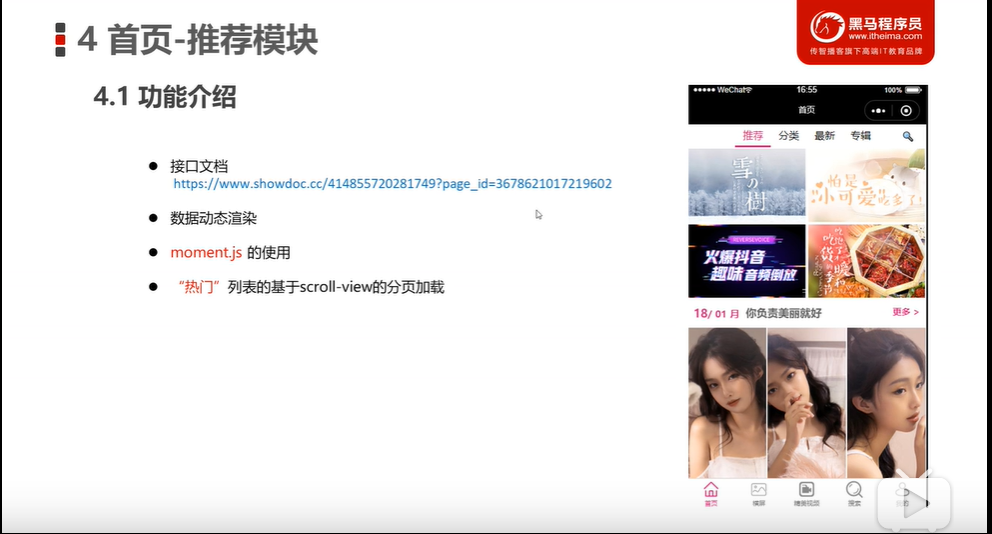 4 首页-推荐模块
黑马程序员
www.itheima.com
传智播客旗下高端IT教育品牌
4.1 功能介绍
接口文档
https://www.showdoc.cc/414855720281749?page_id=3678621017219602
数据动态渲染
moment.js 的使用
“热门”列表的基于scroll-view的分页加载
WeChat
16:55
100%
首页
推荐 分类 最新 专辑
雪の樹
怕是
小可爱吃多了!
REVERSEVOICE
火爆抖音
趣味音频倒放
18/ 01 月 你负责美丽就好
更多 >
首页 横屏 精美视频 搜索